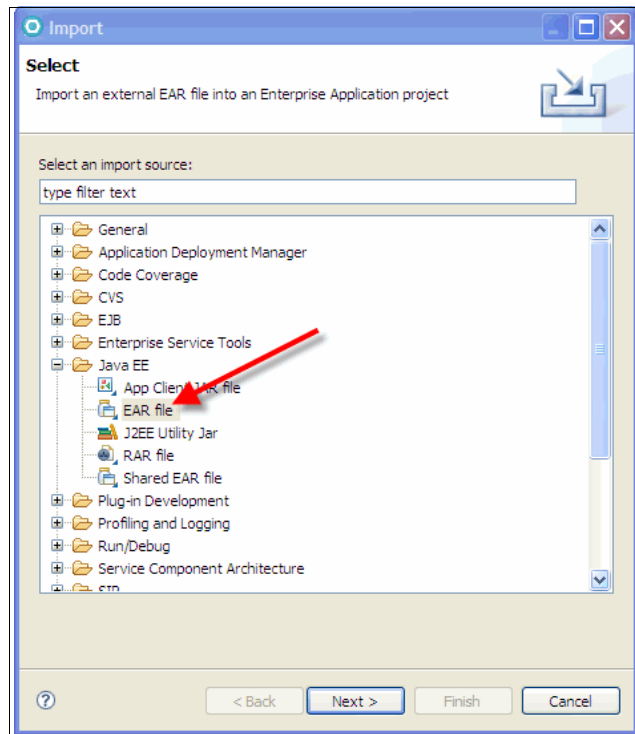 Import
Select
Import an external EAR file into an Enterprise Application project
Select an import source:
type filter text
General
Application Deployment Manager
Code Coverage
CVS
EJB
Enterprise Service Tools
Java EE
App Client JAR file
EAR file
J2EE Utility Jar
RAR file
Shared EAR file
Plug-in Development
Profiling and Logging
Run/Debug
Service Component Architecture
SIP
?
< Back Next > Finish Cancel